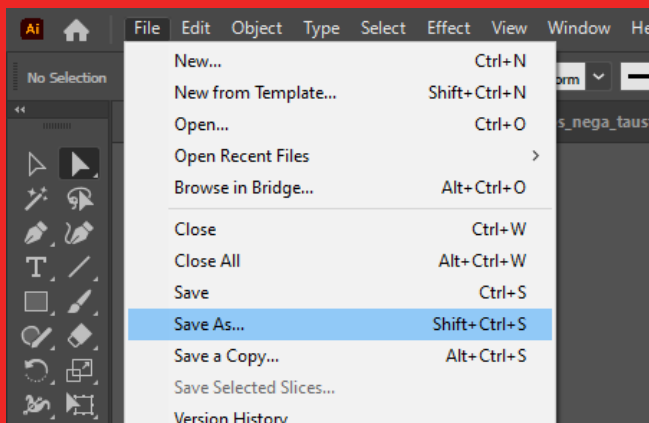 Ai File Edit Object Type Select Effect View Window
No Selection
New... Ctrl+N
New from Template... Shift+Ctrl+N
Open... Ctrl+O
Open Recent Files >
Browse in Bridge... Alt+Ctrl+O
Close Ctrl+W
Close All Alt+Ctrl+W
Save Ctrl+S
Save As... Shift+Ctrl+S
Save a Copy... Alt+Ctrl+S
Save Selected Slices...
Version History